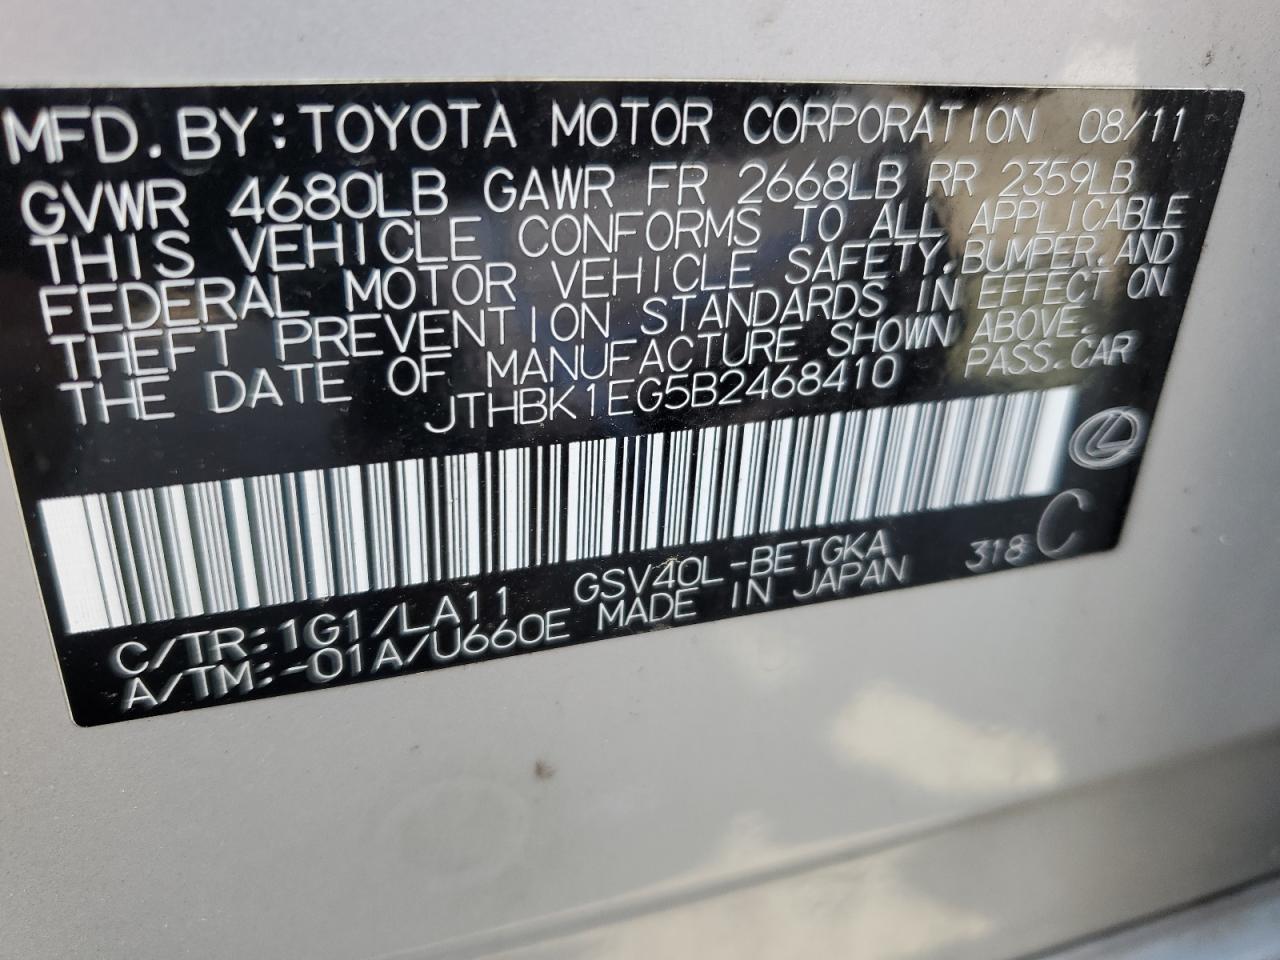 MFD. BY: TOYOTA MOTOR CORPORATION 08/11
GVWR 4680LB GAWR FR 2668LB RR 2359LB
THIS VEHICLE CONFORMS TO ALL APPLICABLE
FEDERAL MOTOR VEHICLE SAFETY, BUMPER, AND
THEFT PREVENTION STANDARDS IN EFFECT ON
THE DATE OF MANUFACTURE SHOWN ABOVE.
JTHBK1EG5B2468410 PASS. CAR
C/TR: 1G1/LA11 GSV40L-BETGKA 318 C
A/TM: -01A/U660E MADE IN JAPAN